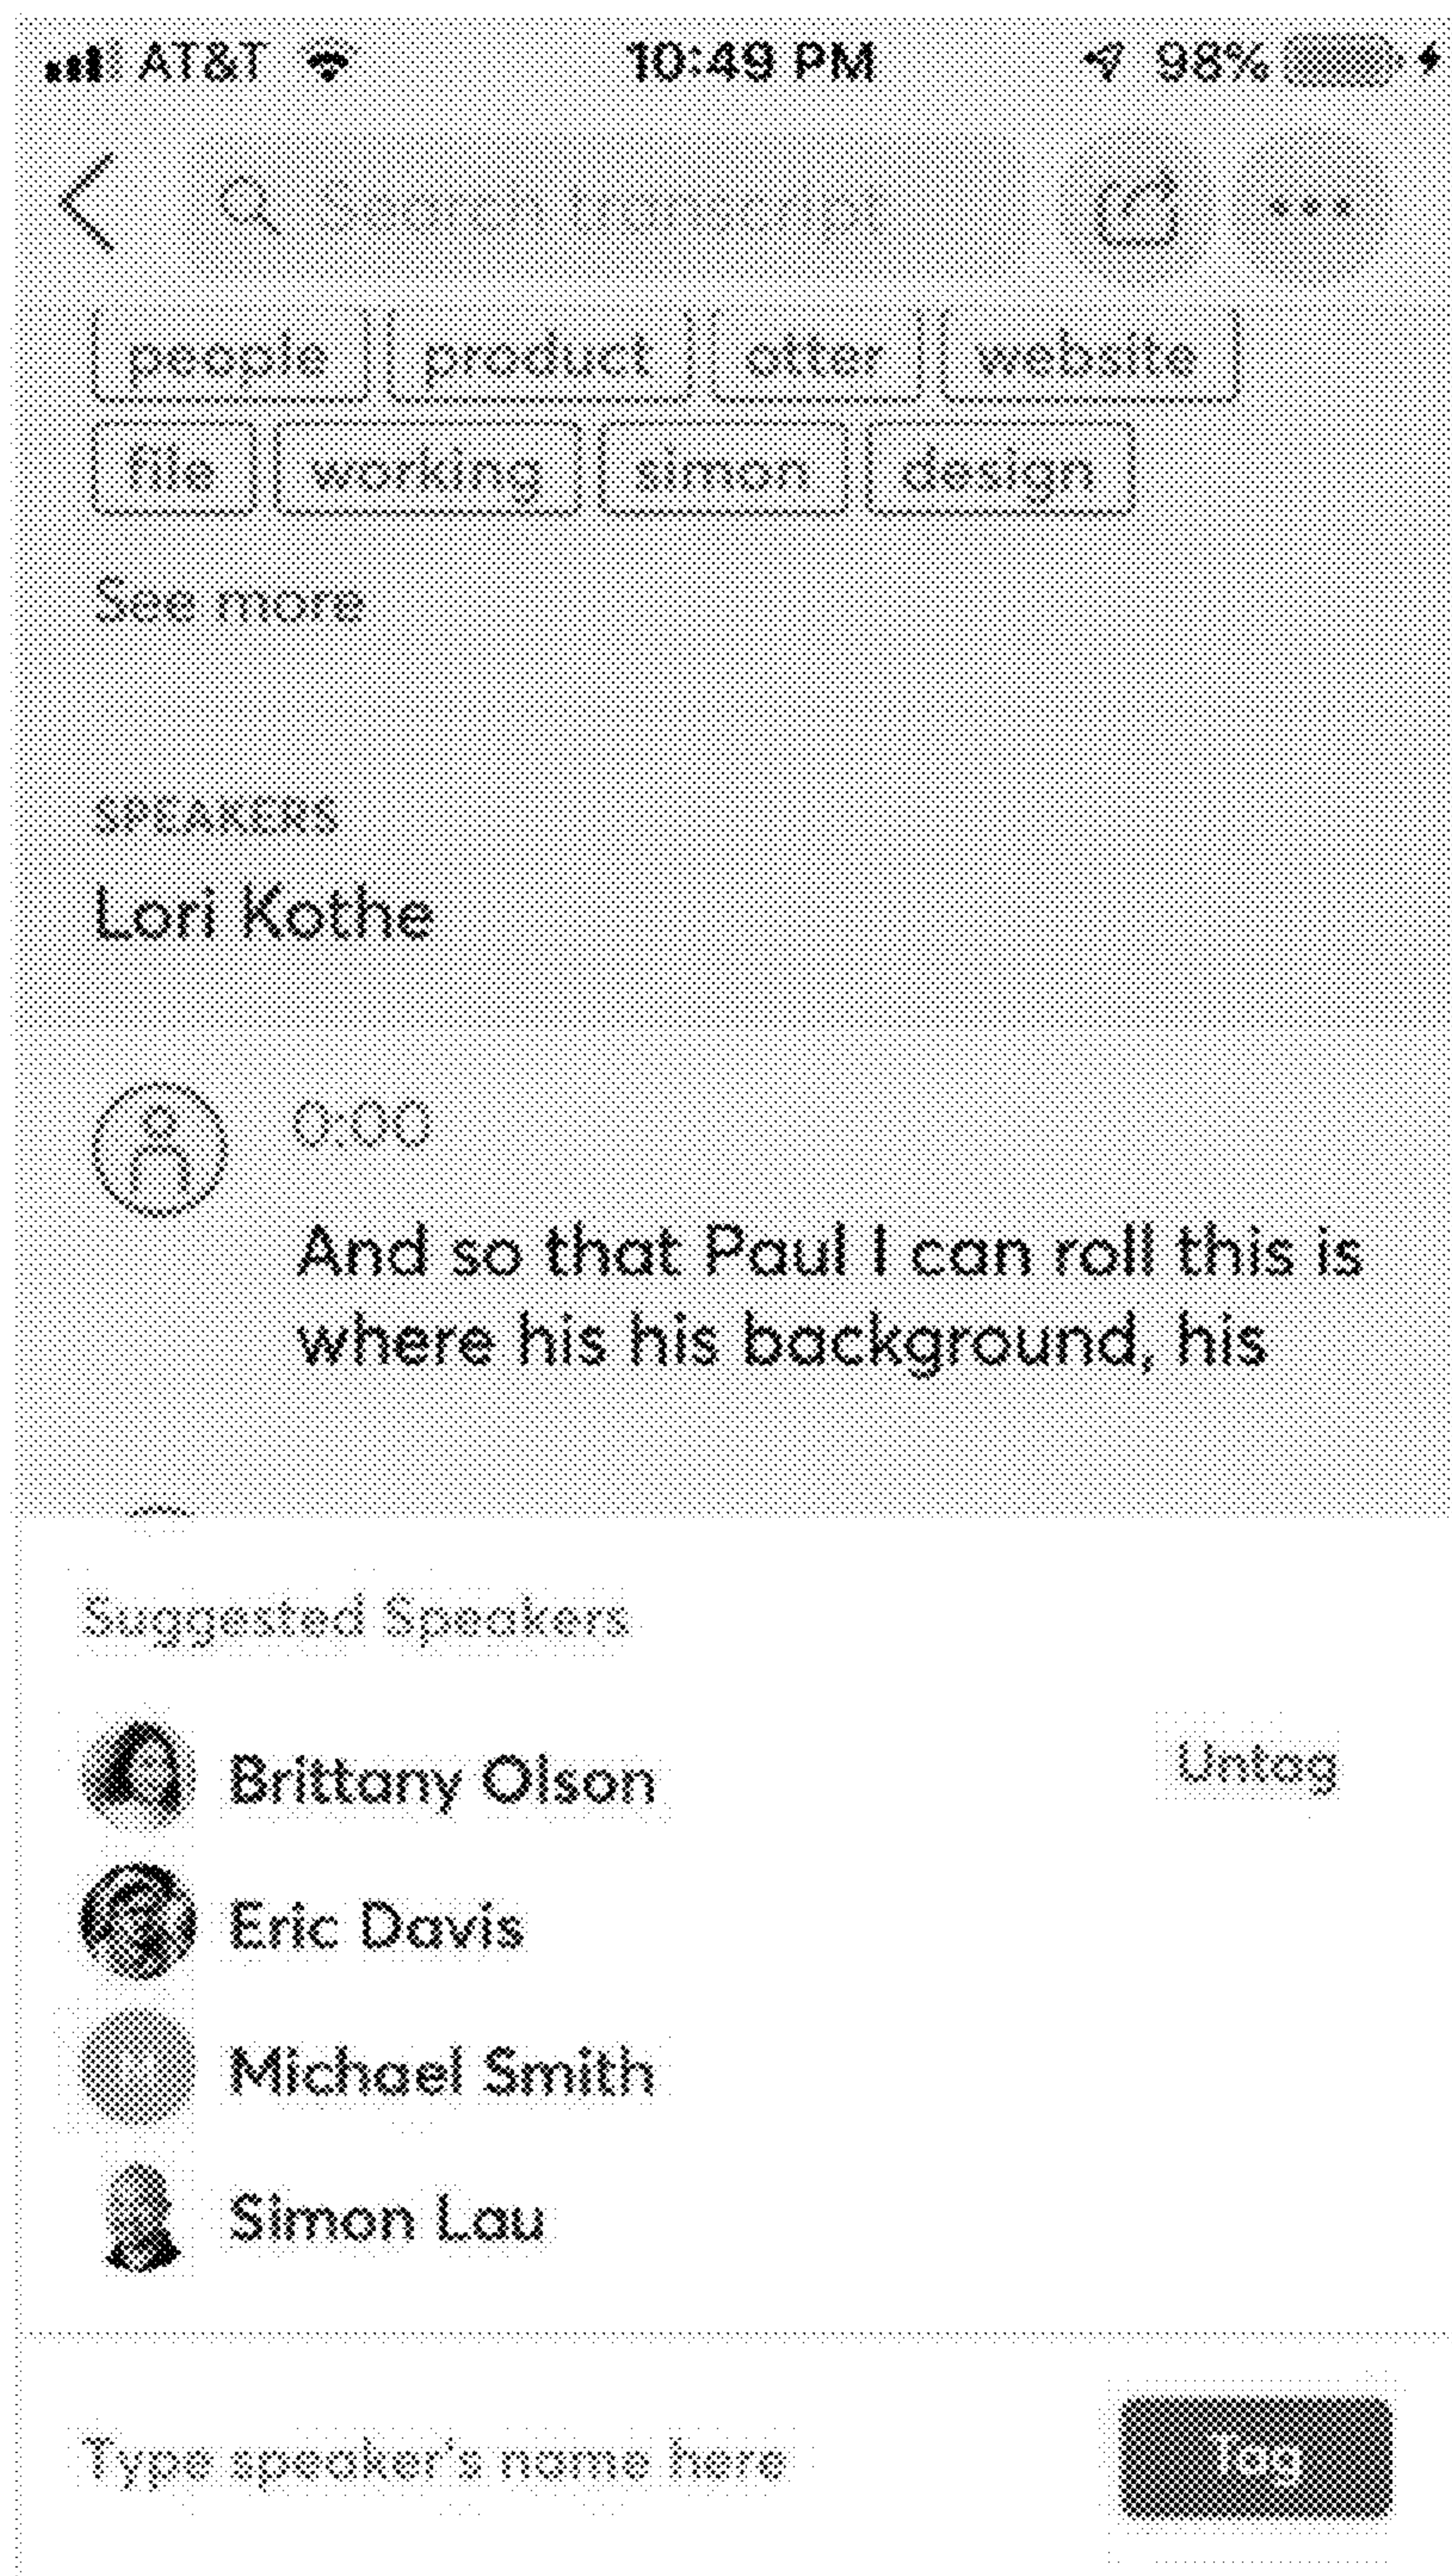 AT&T 10:49 PM 98%
Search transcript
people product otter website
file working simon design
See more
SPEAKERS
Lori Kothe
0:00
And so that Paul I can roll this is
where his his background, his
Suggested Speakers
Brittany Olson Untag
Eric Davis
Michael Smith
Simon Lau
Type speaker's name here Tag